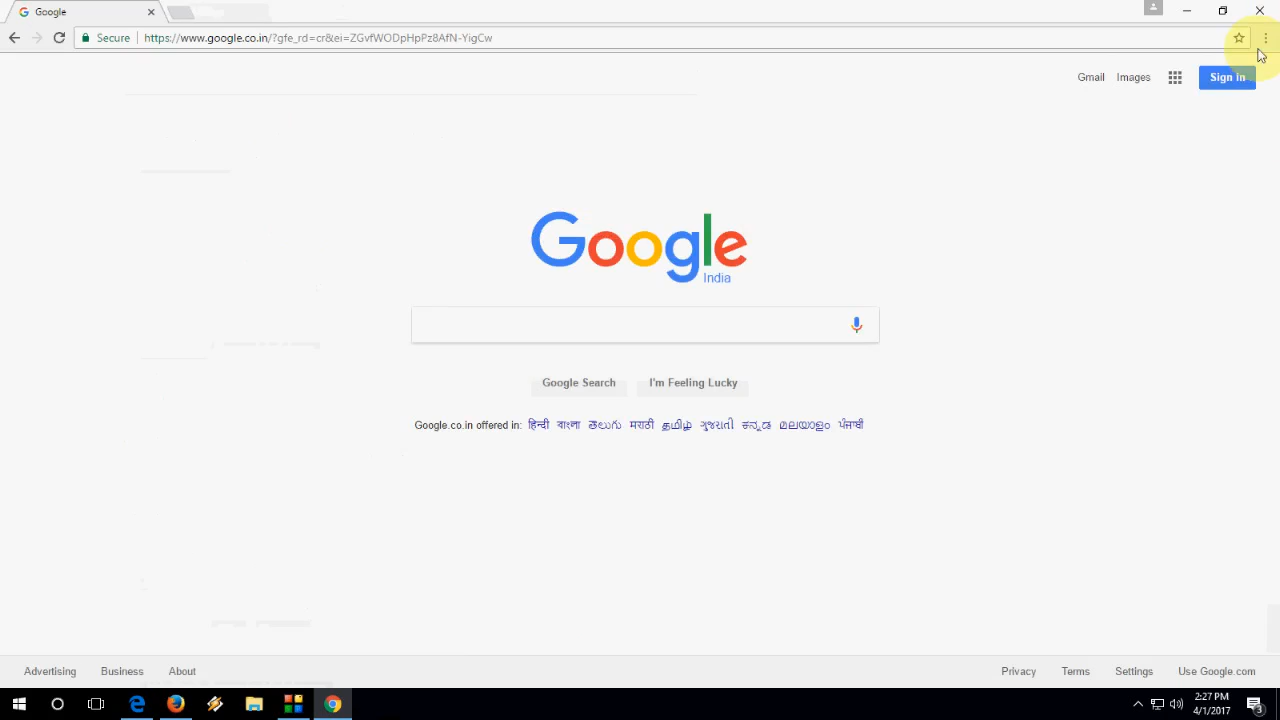 Google
Secure https://www.google.co.in/?gfe_rd=cr&ei=ZGvfWODpHpPz8AfN-YigCw
Gmail Images Sign in
Google
India
Google Search I'm Feeling Lucky
Google.co.in offered in: हिन्दी বাংলা తెలుగు मराठी தமிழ் ગુજરાતી ಕನ್ನಡ മലയാളം ਪੰਜਾਬੀ
Advertising Business About Privacy Terms Settings Use Google.com
2:27 PM
4/1/2017
3